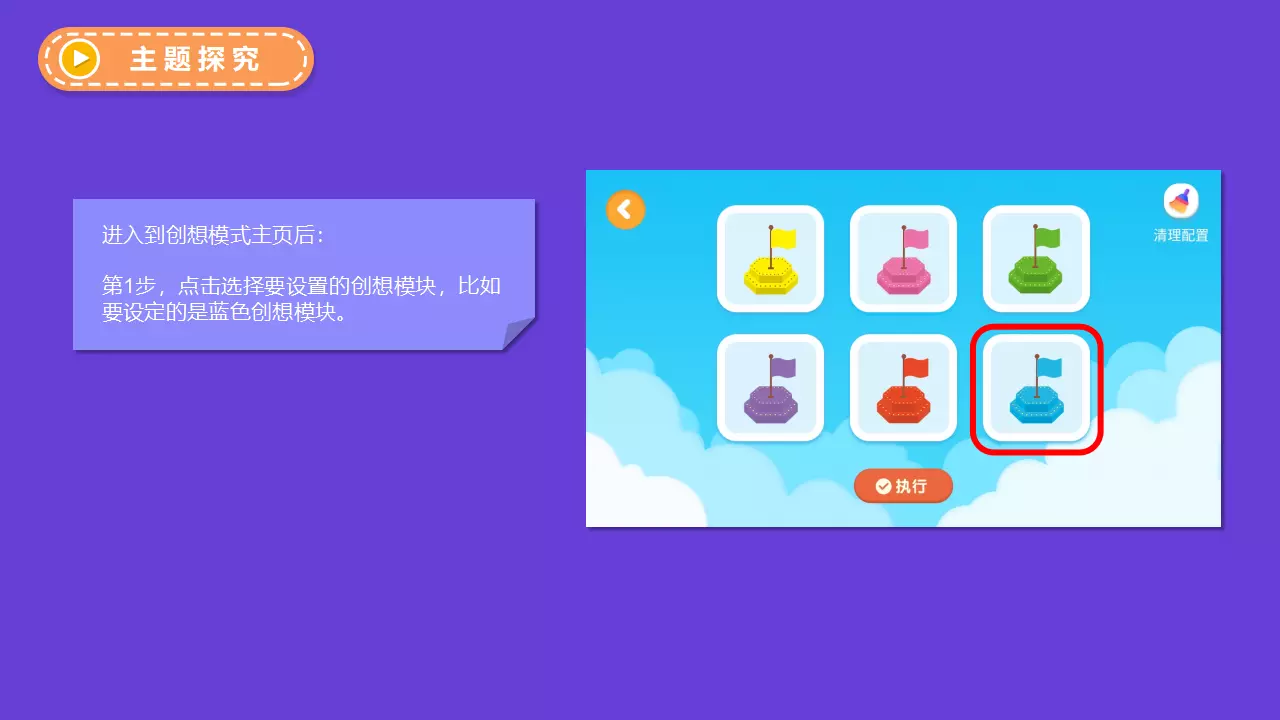 主题探究
进入到创想模式主页后：
第1步，点击选择要设置的创想模块，比如
要设定的是蓝色创想模块。
清理配置
执行